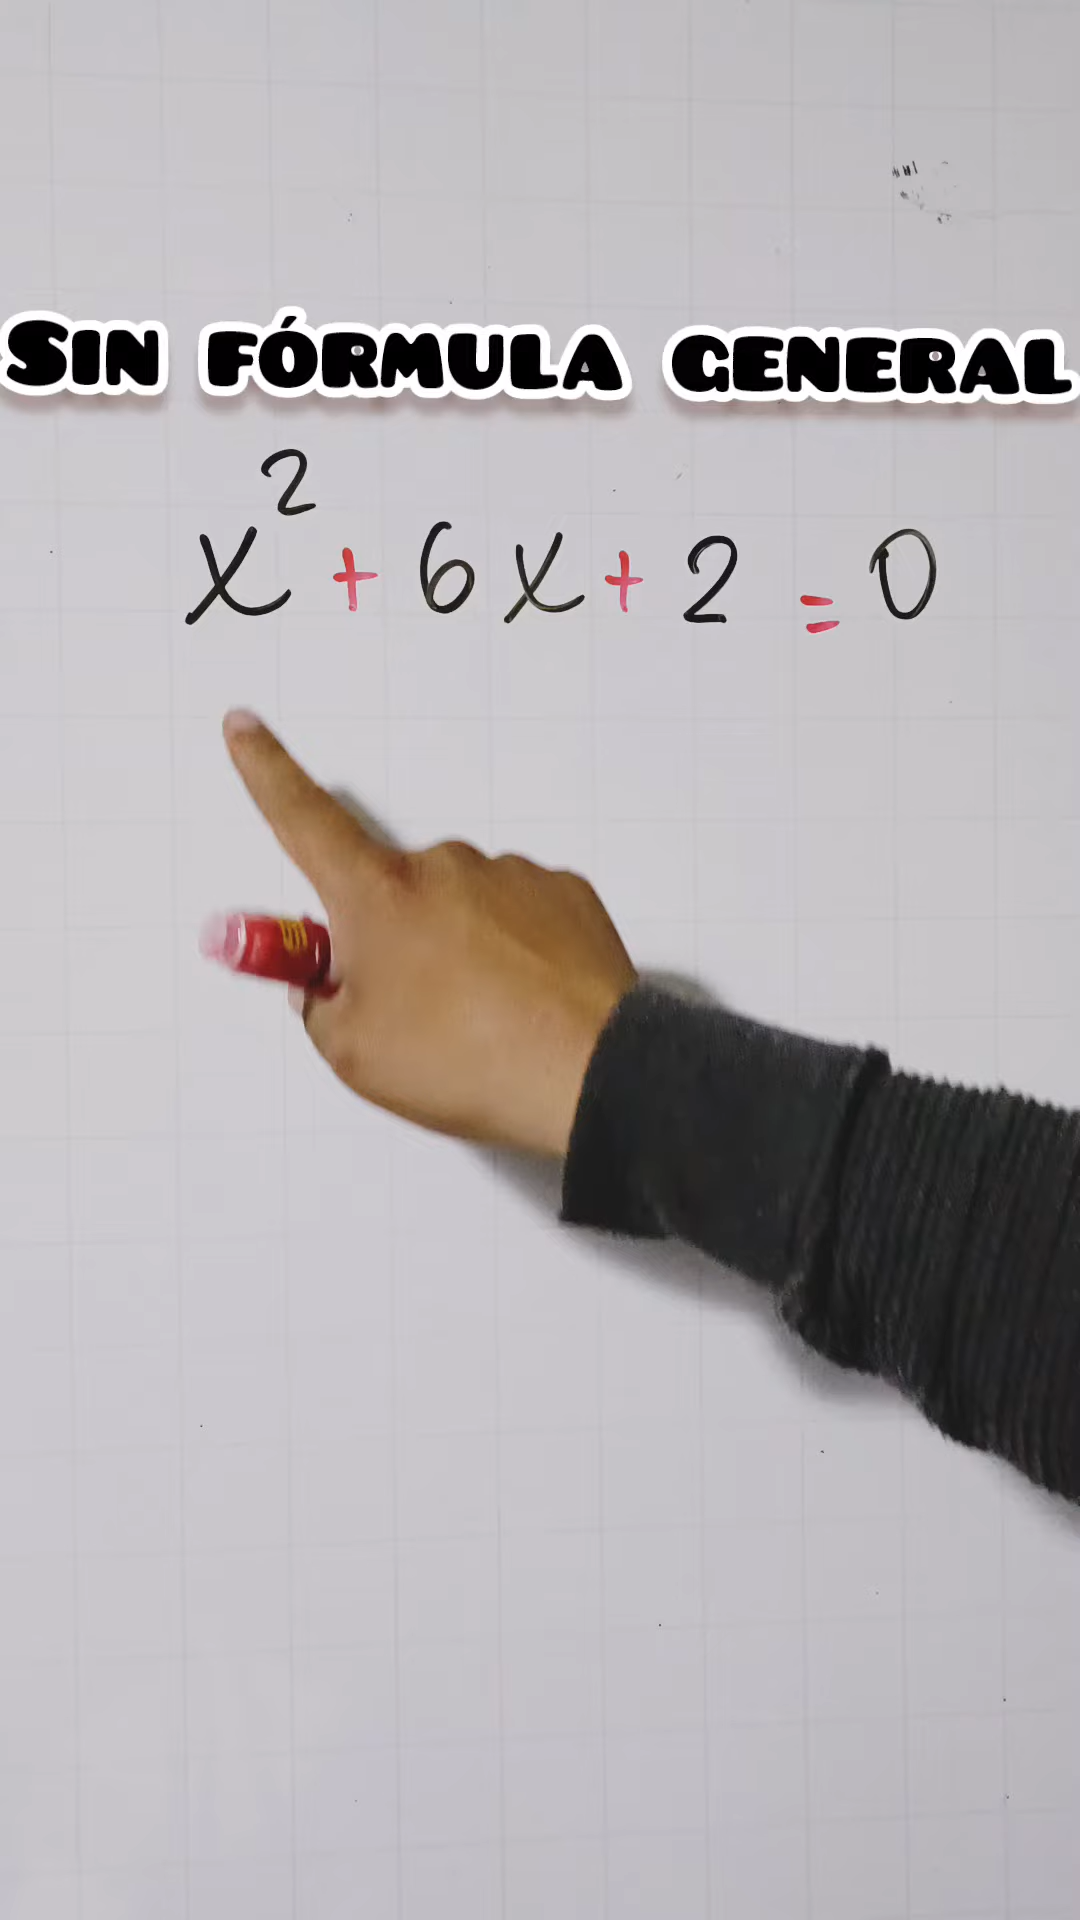 Sin fórmula general
x² + 6x + 2 = 0